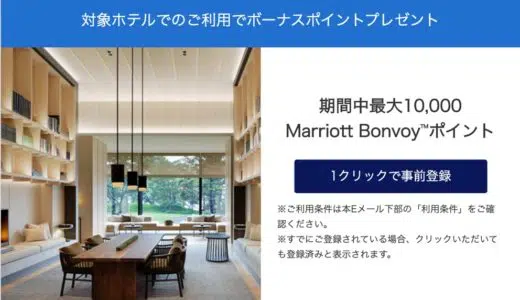 対象ホテルでのご利用でボーナスポイントプレゼント
期間中最大10,000
Marriott Bonvoy™ポイント
1クリックで事前登録
※ご利用条件は本Eメール下部の「利用条件」をご確
認ください。
※すでにご登録されている場合、クリックいただいて
も登録済みと表示されます。